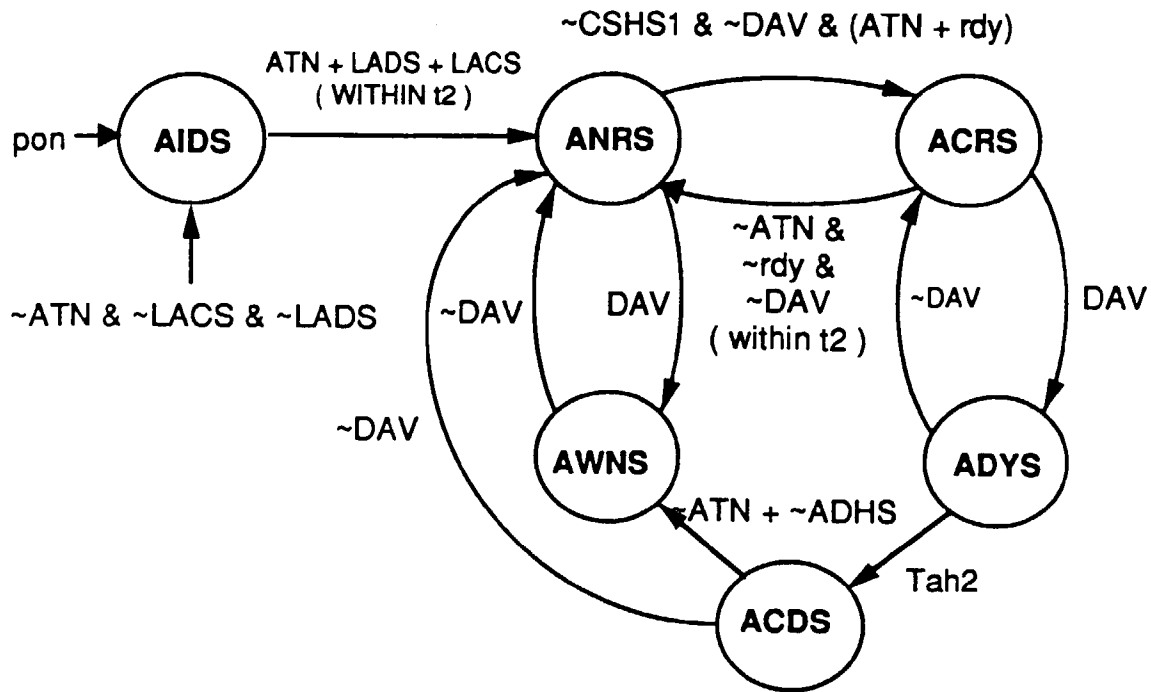 ~CSHS1 & ~DAV & (ATN + rdy)
ATN + LADS + LACS
( WITHIN t2 )
pon
AIDS
ANRS
ACRS
~ATN &
~rdy &
~DAV
( within t2 )
~ATN & ~LACS & ~LADS
~DAV
DAV
~DAV
DAV
~DAV
AWNS
ADYS
~ATN + ~ADHS
Tah2
ACDS